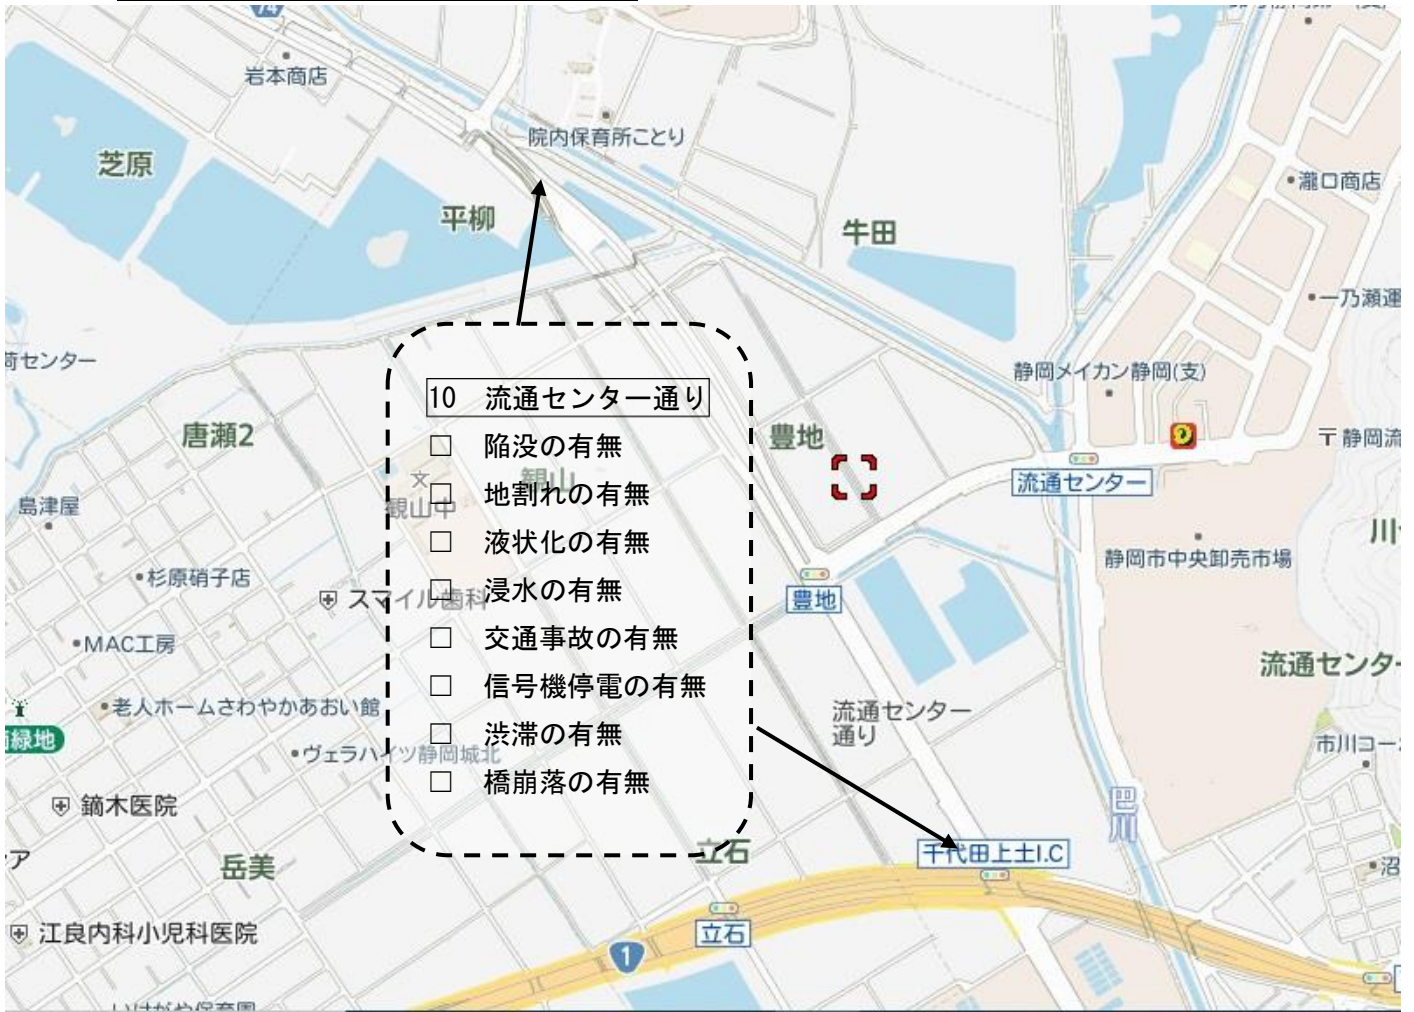 74
岩本商店
院内保育所ことり
芝原
平柳
牛田
瀧口商店
一乃瀬運
荷センター
静岡メイカン静岡(支)
10 流通センター通り
唐瀬2
豊地
〒静岡流
□ 陥没の有無
観山
文
観山中
□ 地割れの有無
流通センター
島津屋
□ 液状化の有無
静岡市中央卸売市場
杉原硝子店
スマイル歯科
□ 浸水の有無
豊地
MAC工房
□ 交通事故の有無
流通センター
老人ホームさわやかあおい館
□ 信号機停電の有無
流通センター
通り
緑地
□ 渋滞の有無
市川コー
ヴェラハイツ静岡城北
□ 橋崩落の有無
鏑木医院
巴川
ア
岳美
立石
千代田上土I.C
沼
江良内科小児科医院
立石
1